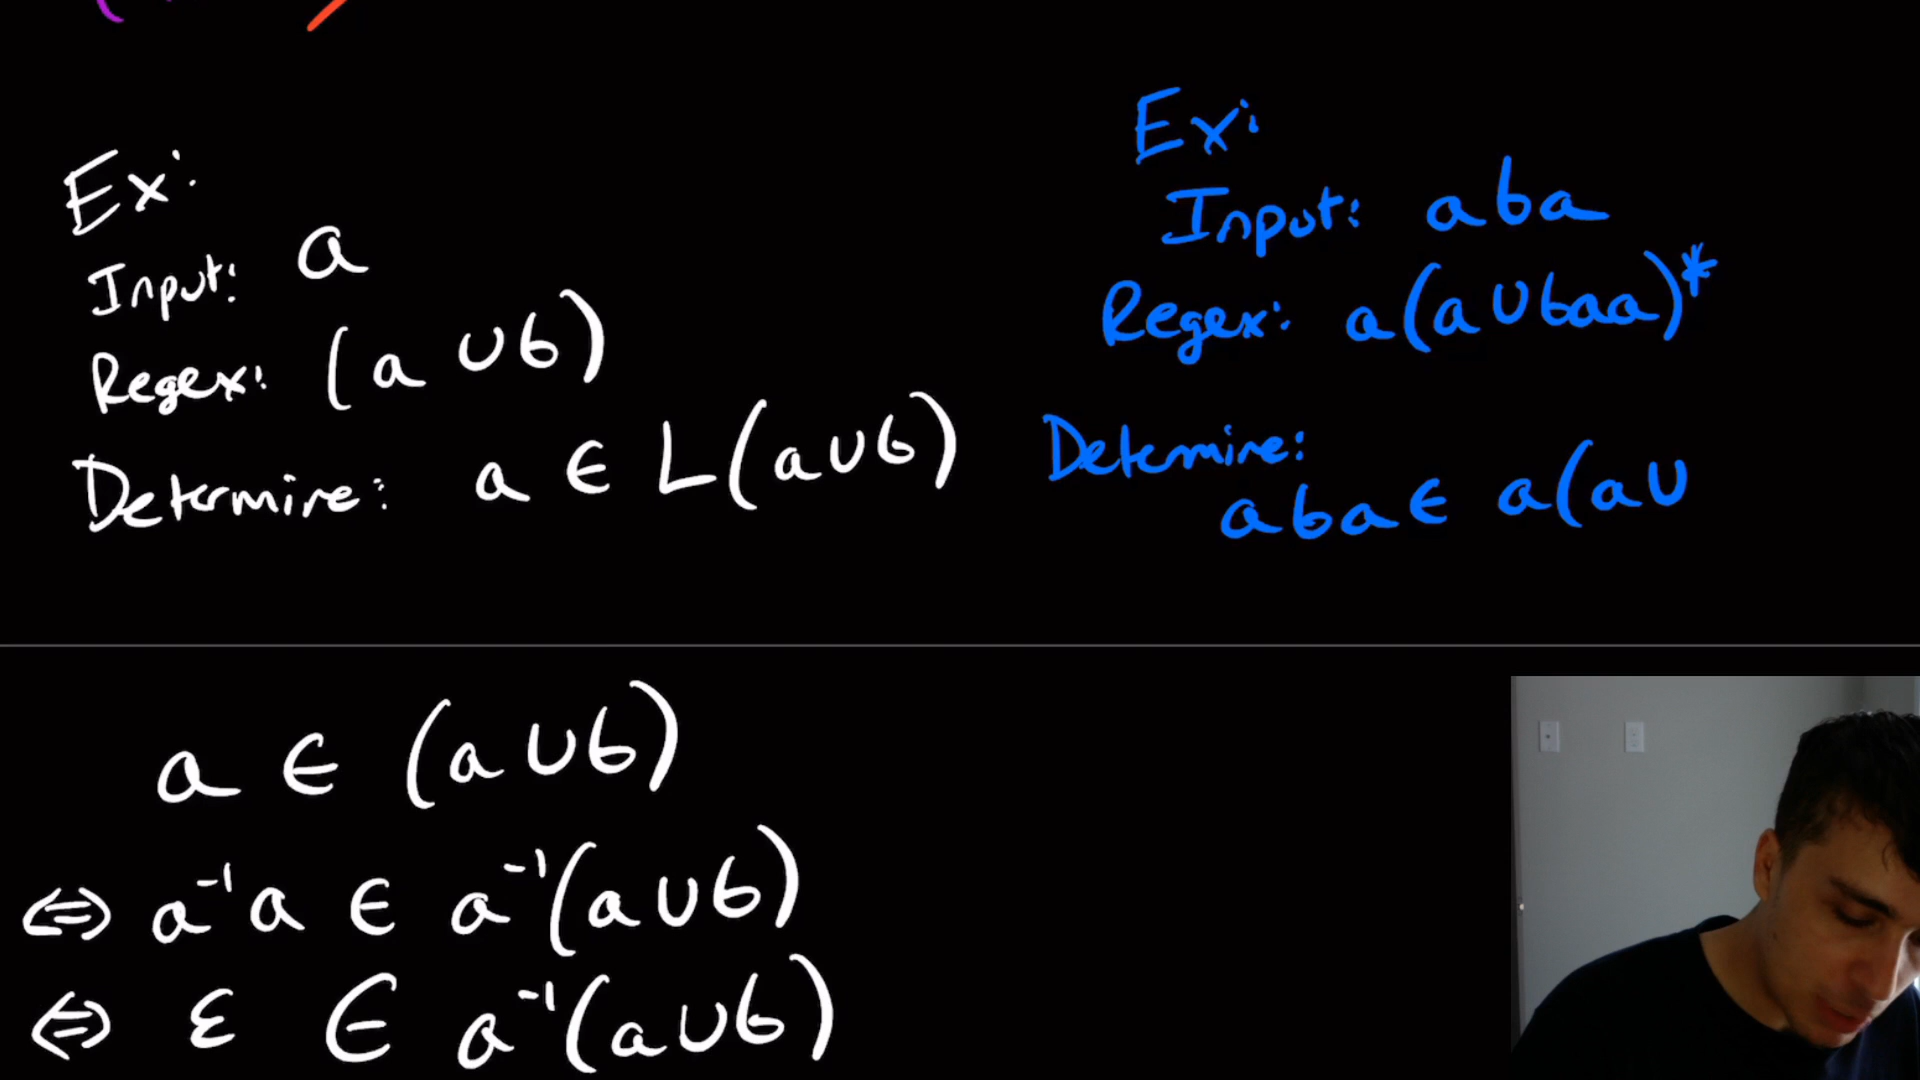 Ex:
Input: a
Regex: (a ∪ b)
Determine: a ∈ L(a∪b)
Ex:
Input: aba
Regex: a(a∪baa)*
Determine:
aba ∈ a(a∪
a ∈ (a∪b)
⇔ a⁻¹a ∈ a⁻¹(a∪b)
⇔ ε ∈ a⁻¹(a∪b)